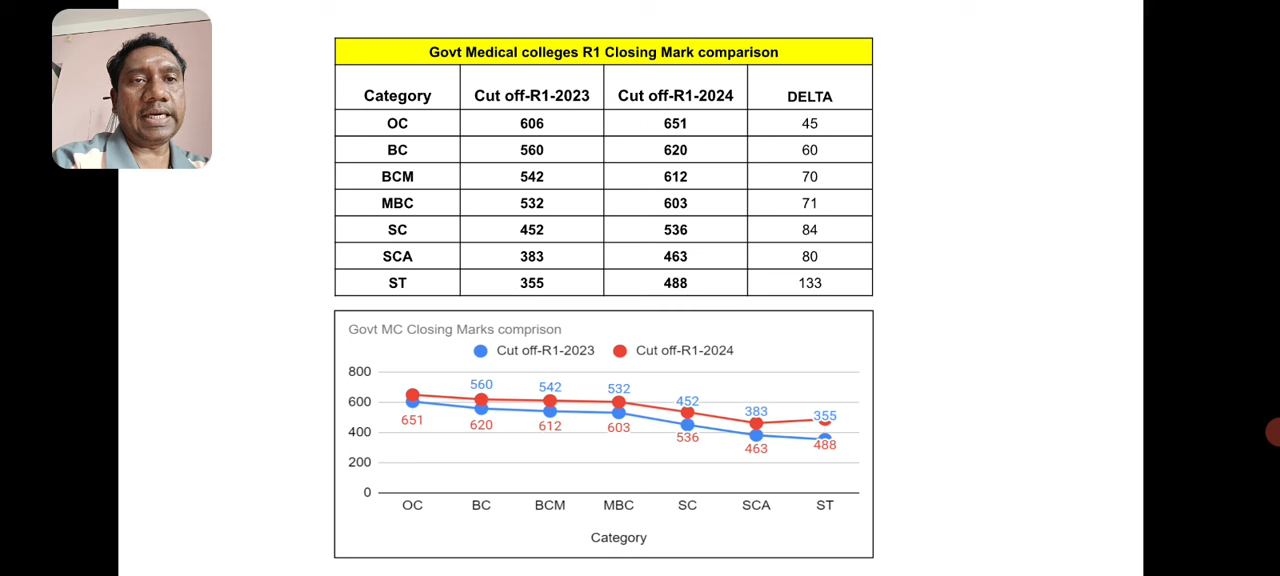 Govt Medical colleges R1 Closing Mark comparison
Category Cut off-R1-2023 Cut off-R1-2024 DELTA
OC 606 651 45
BC 560 620 60
BCM 542 612 70
MBC 532 603 71
SC 452 536 84
SCA 383 463 80
ST 355 488 133
Govt MC Closing Marks comprison
Cut off-R1-2023 Cut off-R1-2024
800
600
400
200
0
560 542 532 452 383 355
651 620 612 603 536 463 488
OC BC BCM MBC SC SCA ST
Category